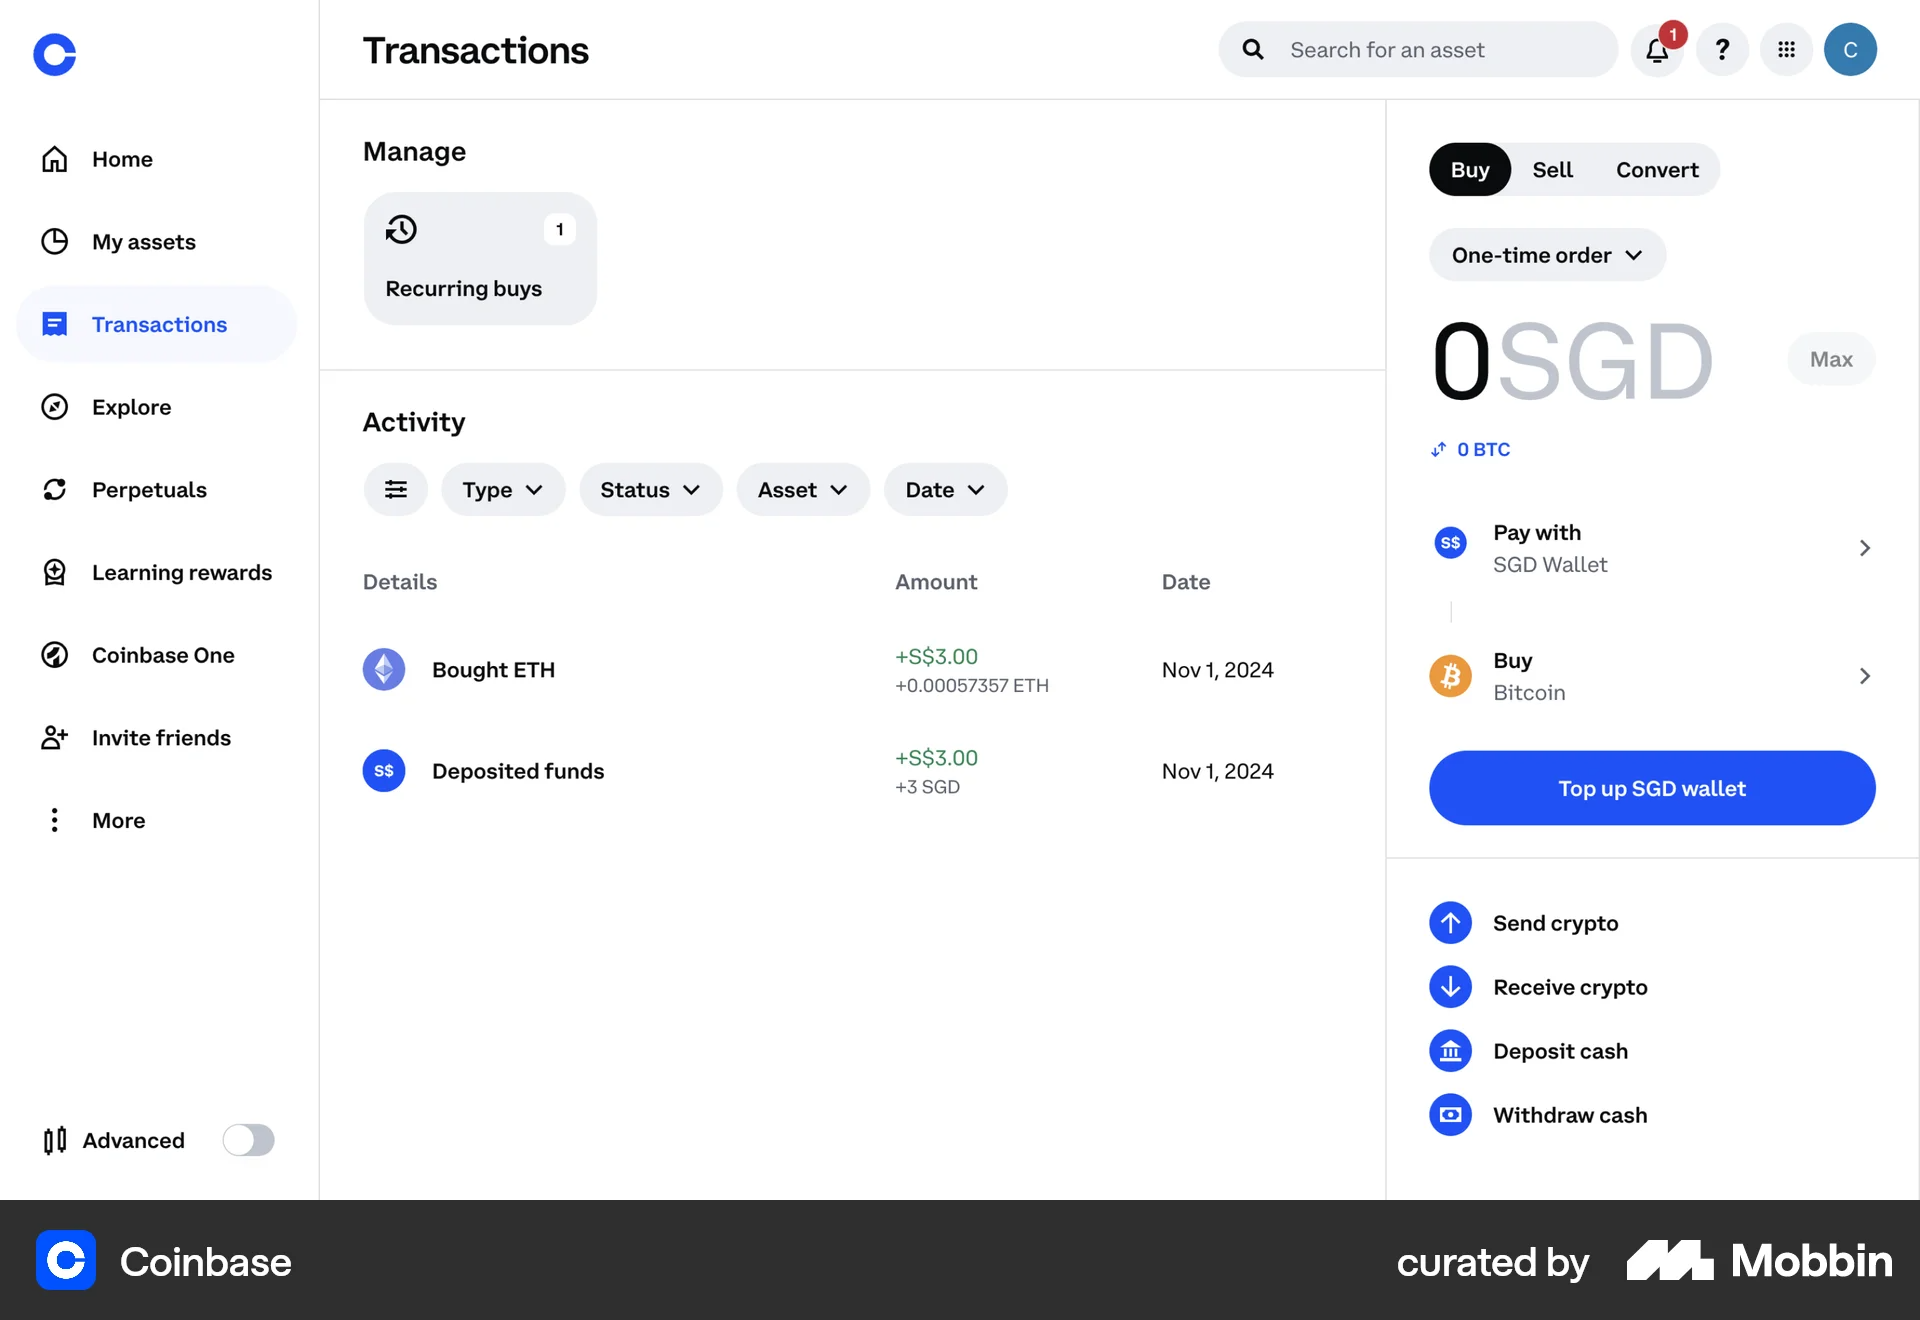 Transactions
Search for an asset
1
?
C
Home
My assets
Transactions
Explore
Perpetuals
Learning rewards
Coinbase One
Invite friends
More
Advanced
Manage
1
Recurring buys
Activity
Type
Status
Asset
Date
Details Amount Date
Bought ETH +S$3.00 Nov 1, 2024
+0.00057357 ETH
S$ Deposited funds +S$3.00 Nov 1, 2024
+3 SGD
Buy Sell Convert
One-time order
0SGD Max
0 BTC
S$ Pay with
SGD Wallet
Buy
Bitcoin
Top up SGD wallet
Send crypto
Receive crypto
Deposit cash
Withdraw cash
Coinbase
curated by Mobbin